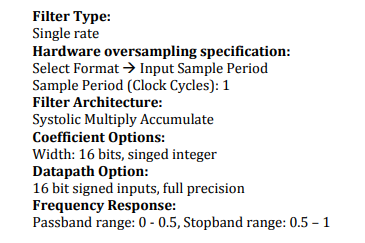 Filter Type:
Single rate
Hardware oversampling specification:
Select Format → Input Sample Period
Sample Period (Clock Cycles): 1
Filter Architecture:
Systolic Multiply Accumulate
Coefficient Options:
Width: 16 bits, singed integer
Datapath Option:
16 bit signed inputs, full precision
Frequency Response:
Passband range: 0 - 0.5, Stopband range: 0.5 – 1